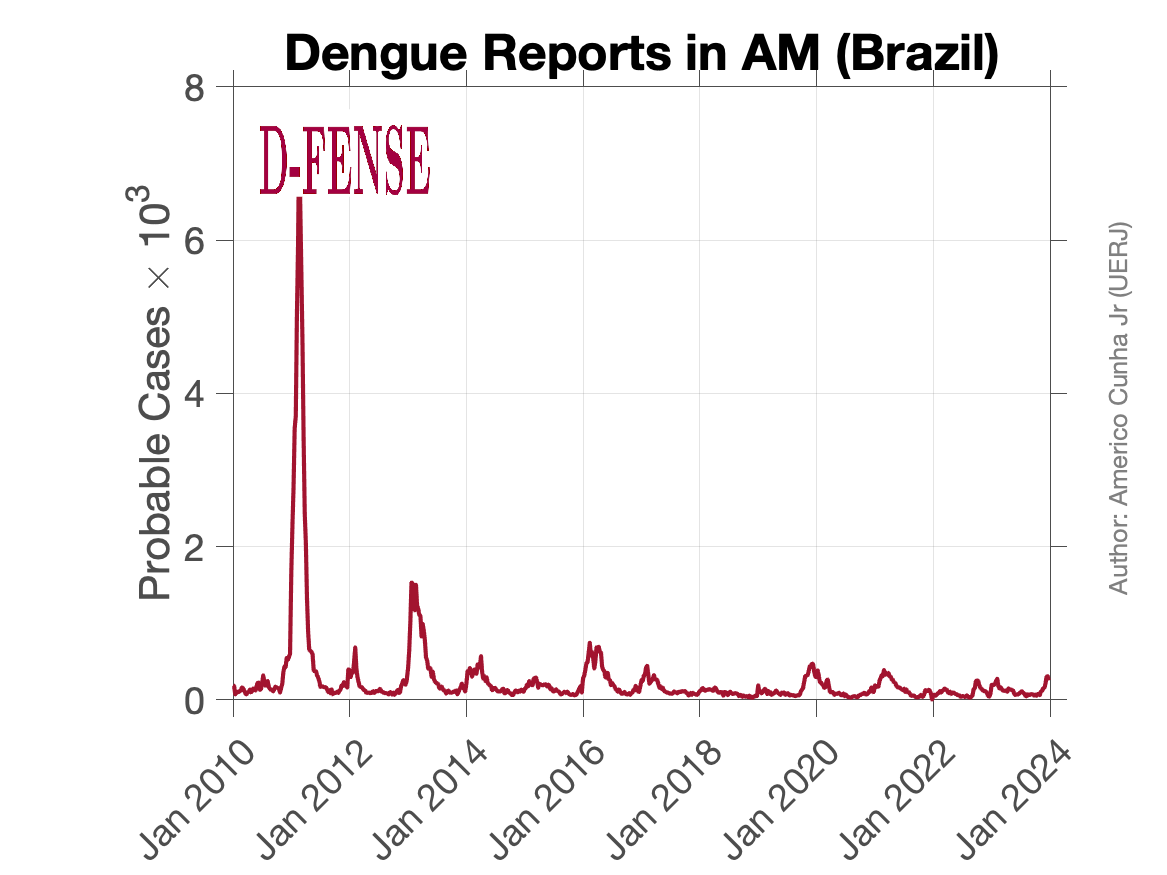 Dengue Reports in AM (Brazil)
D-FENSE
Probable Cases × 10³
8
6
4
2
0
Jan 2010
Jan 2012
Jan 2014
Jan 2016
Jan 2018
Jan 2020
Jan 2022
Jan 2024
Author: Americo Cunha Jr (UERJ)